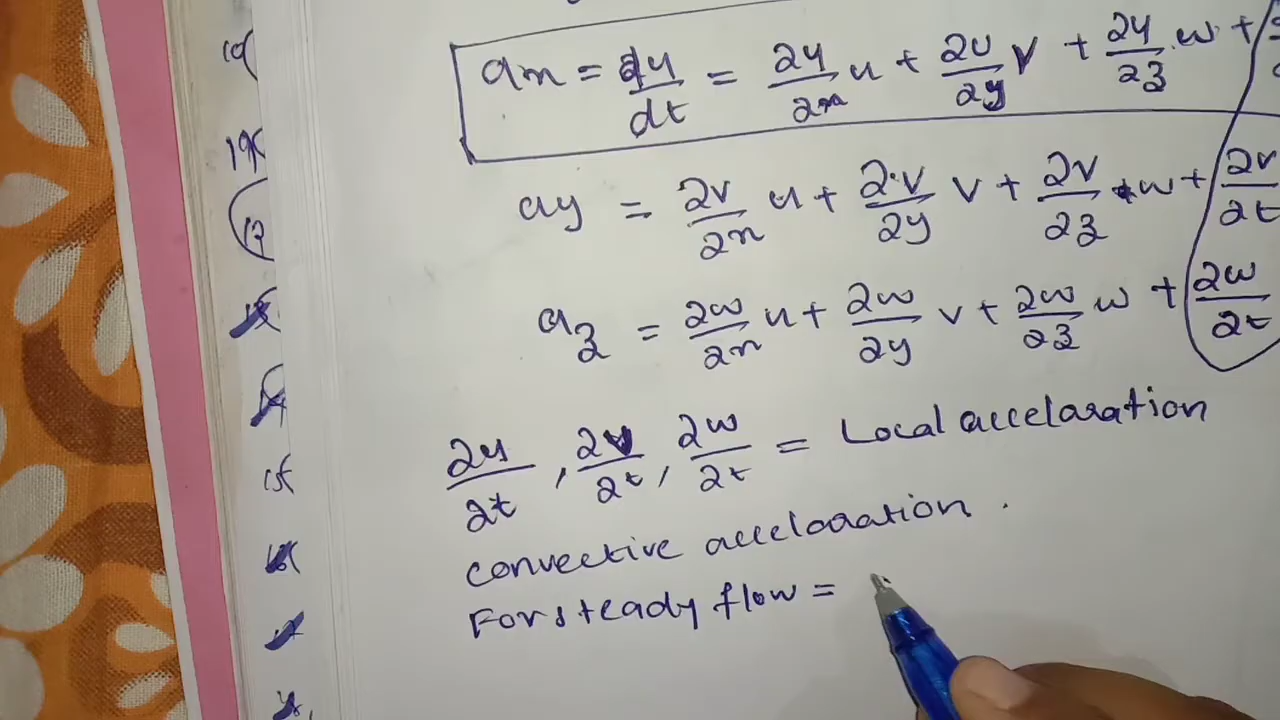 ax = du/dt = ∂u/∂x u + ∂u/∂y v + ∂u/∂z w +
ay = ∂v/∂x u + ∂v/∂y v + ∂v/∂z w + ∂v/∂t
az = ∂w/∂x u + ∂w/∂y v + ∂w/∂z w + ∂w/∂t
∂u/∂t , ∂v/∂t , ∂w/∂t = Local accelaration
convective accelaration .
For steady flow =